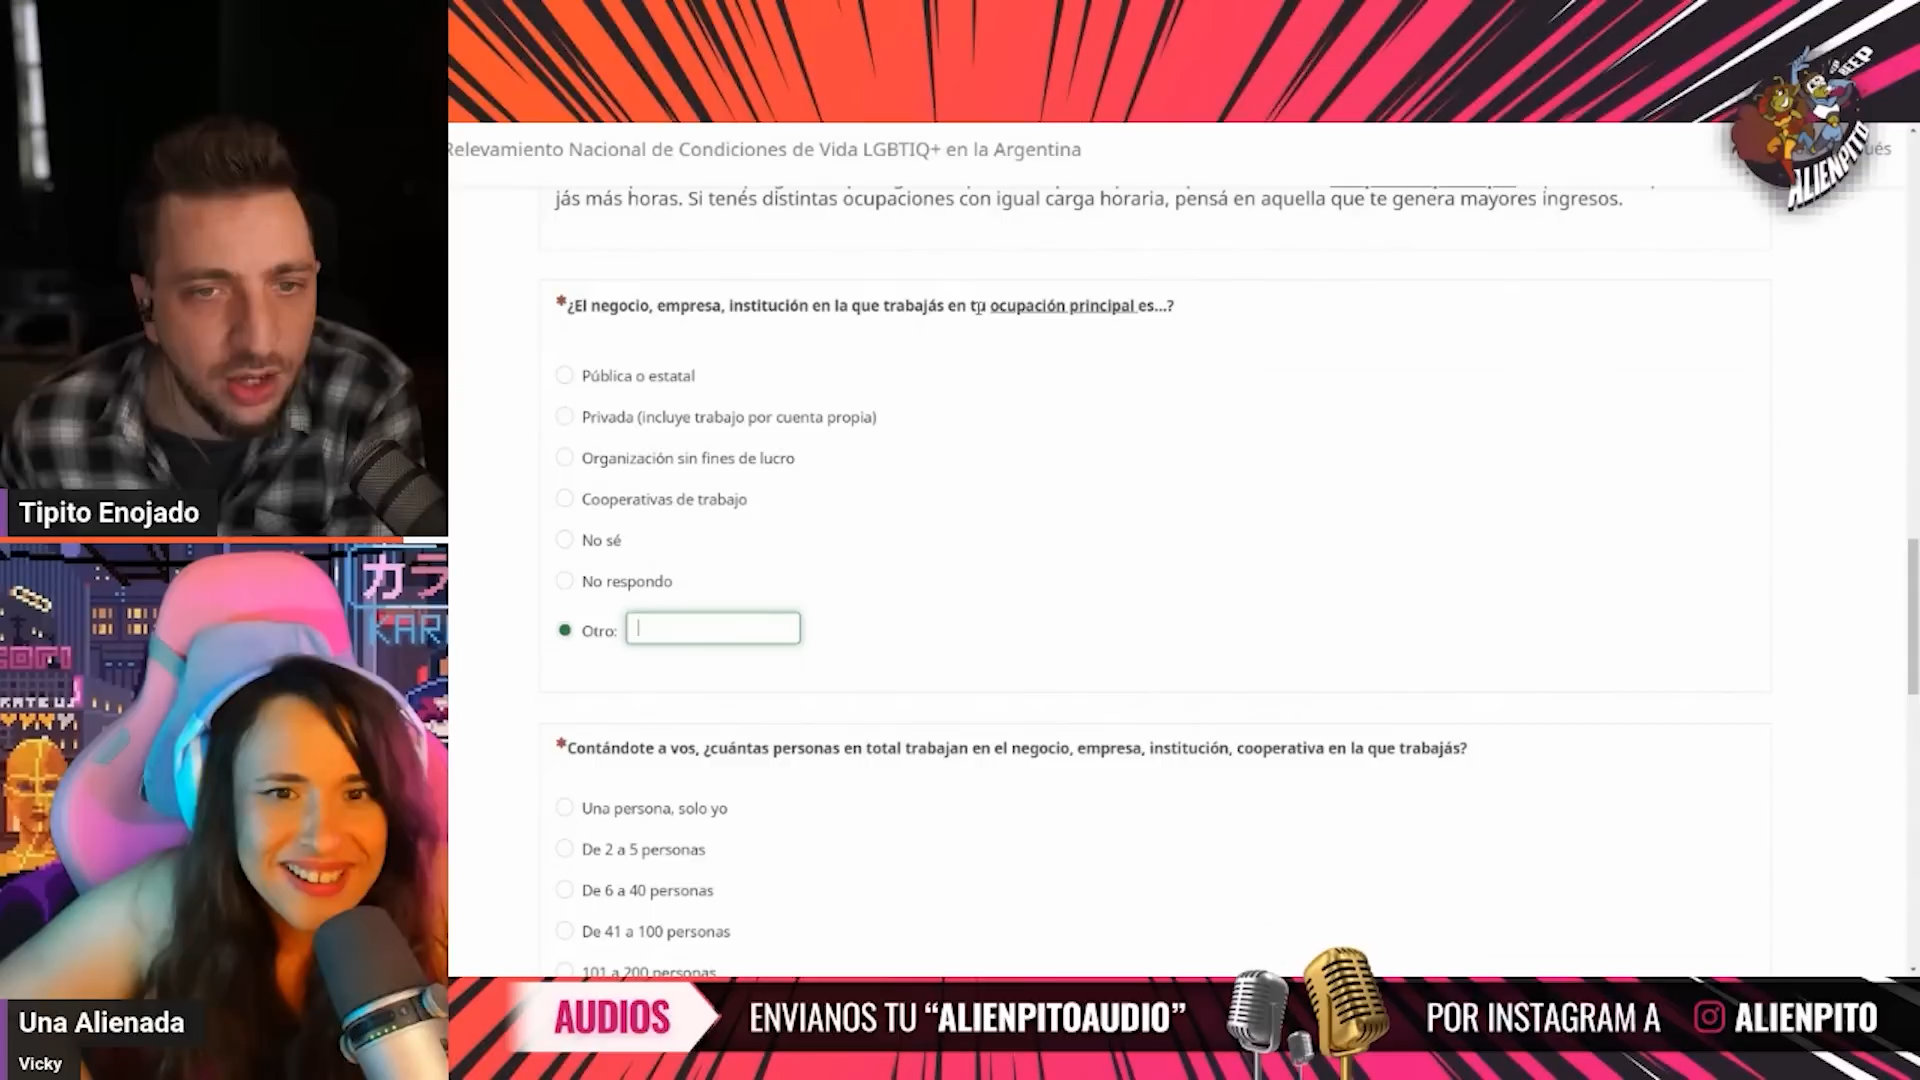 Relevamiento Nacional de Condiciones de Vida LGBTIQ+ en la Argentina
ués
jás más horas. Si tenés distintas ocupaciones con igual carga horaria, pensá en aquella que te genera mayores ingresos.
*¿El negocio, empresa, institución en la que trabajás en tu ocupación principal es...?
Pública o estatal
Privada (incluye trabajo por cuenta propia)
Organización sin fines de lucro
Cooperativas de trabajo
No sé
No respondo
Otro:
*Contándote a vos, ¿cuántas personas en total trabajan en el negocio, empresa, institución, cooperativa en la que trabajás?
Una persona, solo yo
De 2 a 5 personas
De 6 a 40 personas
De 41 a 100 personas
101 a 200 personas
BEEP
ALIENPITO
Tipito Enojado
カラ
KAR
Una Alienada
Vicky
AUDIOS
ENVIANOS TU “ALIENPITOAUDIO”
POR INSTAGRAM A
ALIENPITO